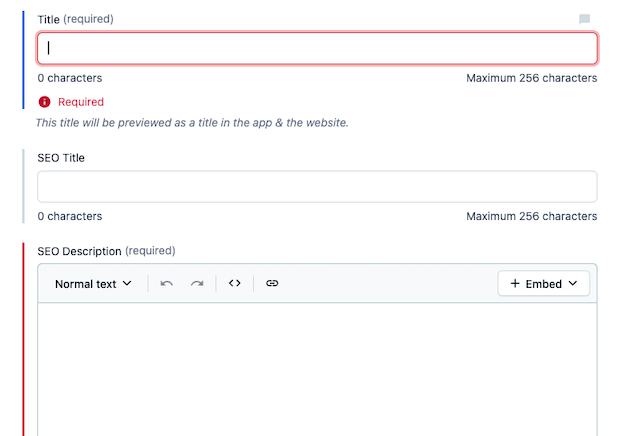 Title (required)
0 characters Maximum 256 characters
Required
This title will be previewed as a title in the app & the website.
SEO Title
0 characters Maximum 256 characters
SEO Description (required)
Normal text + Embed